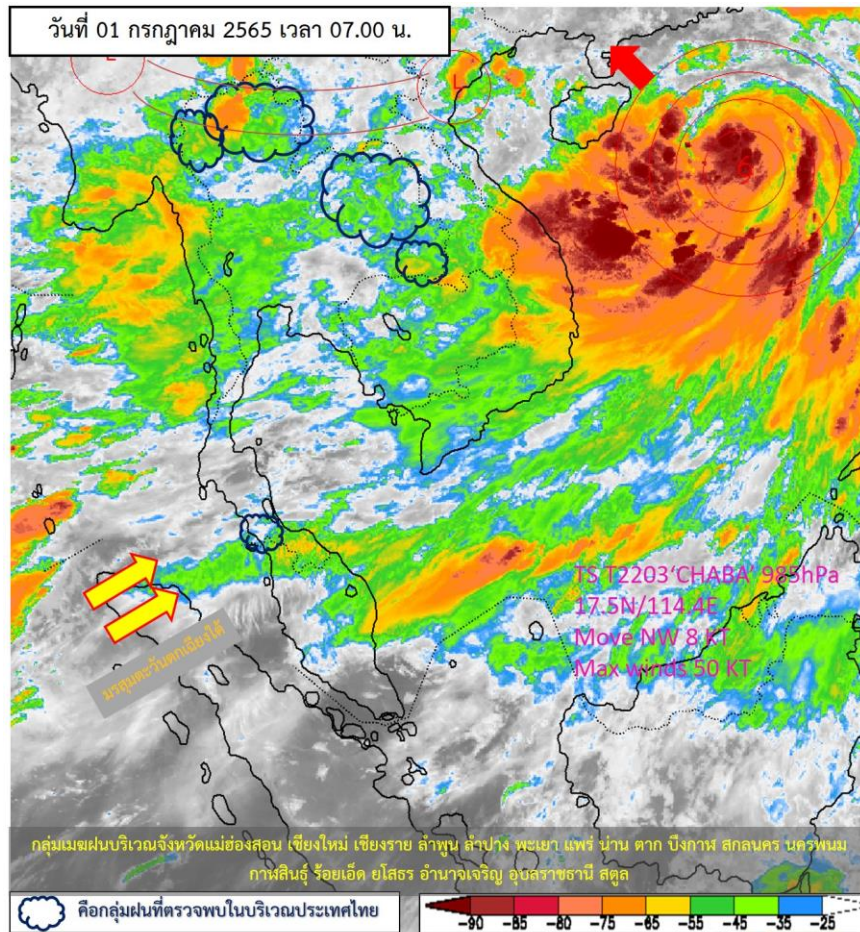 วันที่ 01 กรกฎาคม 2565 เวลา 07.00 น.
L
L
6
TS T2203'CHABA' 985hPa
17.5N/114.4E
Move NW 8 KT
Max winds 50 KT
มรสุมตะวันตกเฉียงใต้
กลุ่มเมฆฝนบริเวณจังหวัดแม่ฮ่องสอน เชียงใหม่ เชียงราย ลำพูน ลำปาง พะเยา แพร่ น่าน ตาก บึงกาฬ สกลนคร นครพนม
กาฬสินธุ์ ร้อยเอ็ด ยโสธร อำนาจเจริญ อุบลราชธานี สตูล
คือกลุ่มฝนที่ตรวจพบในบริเวณประเทศไทย
-90 -85 -80 -75 -65 -55 -45 -35 -25